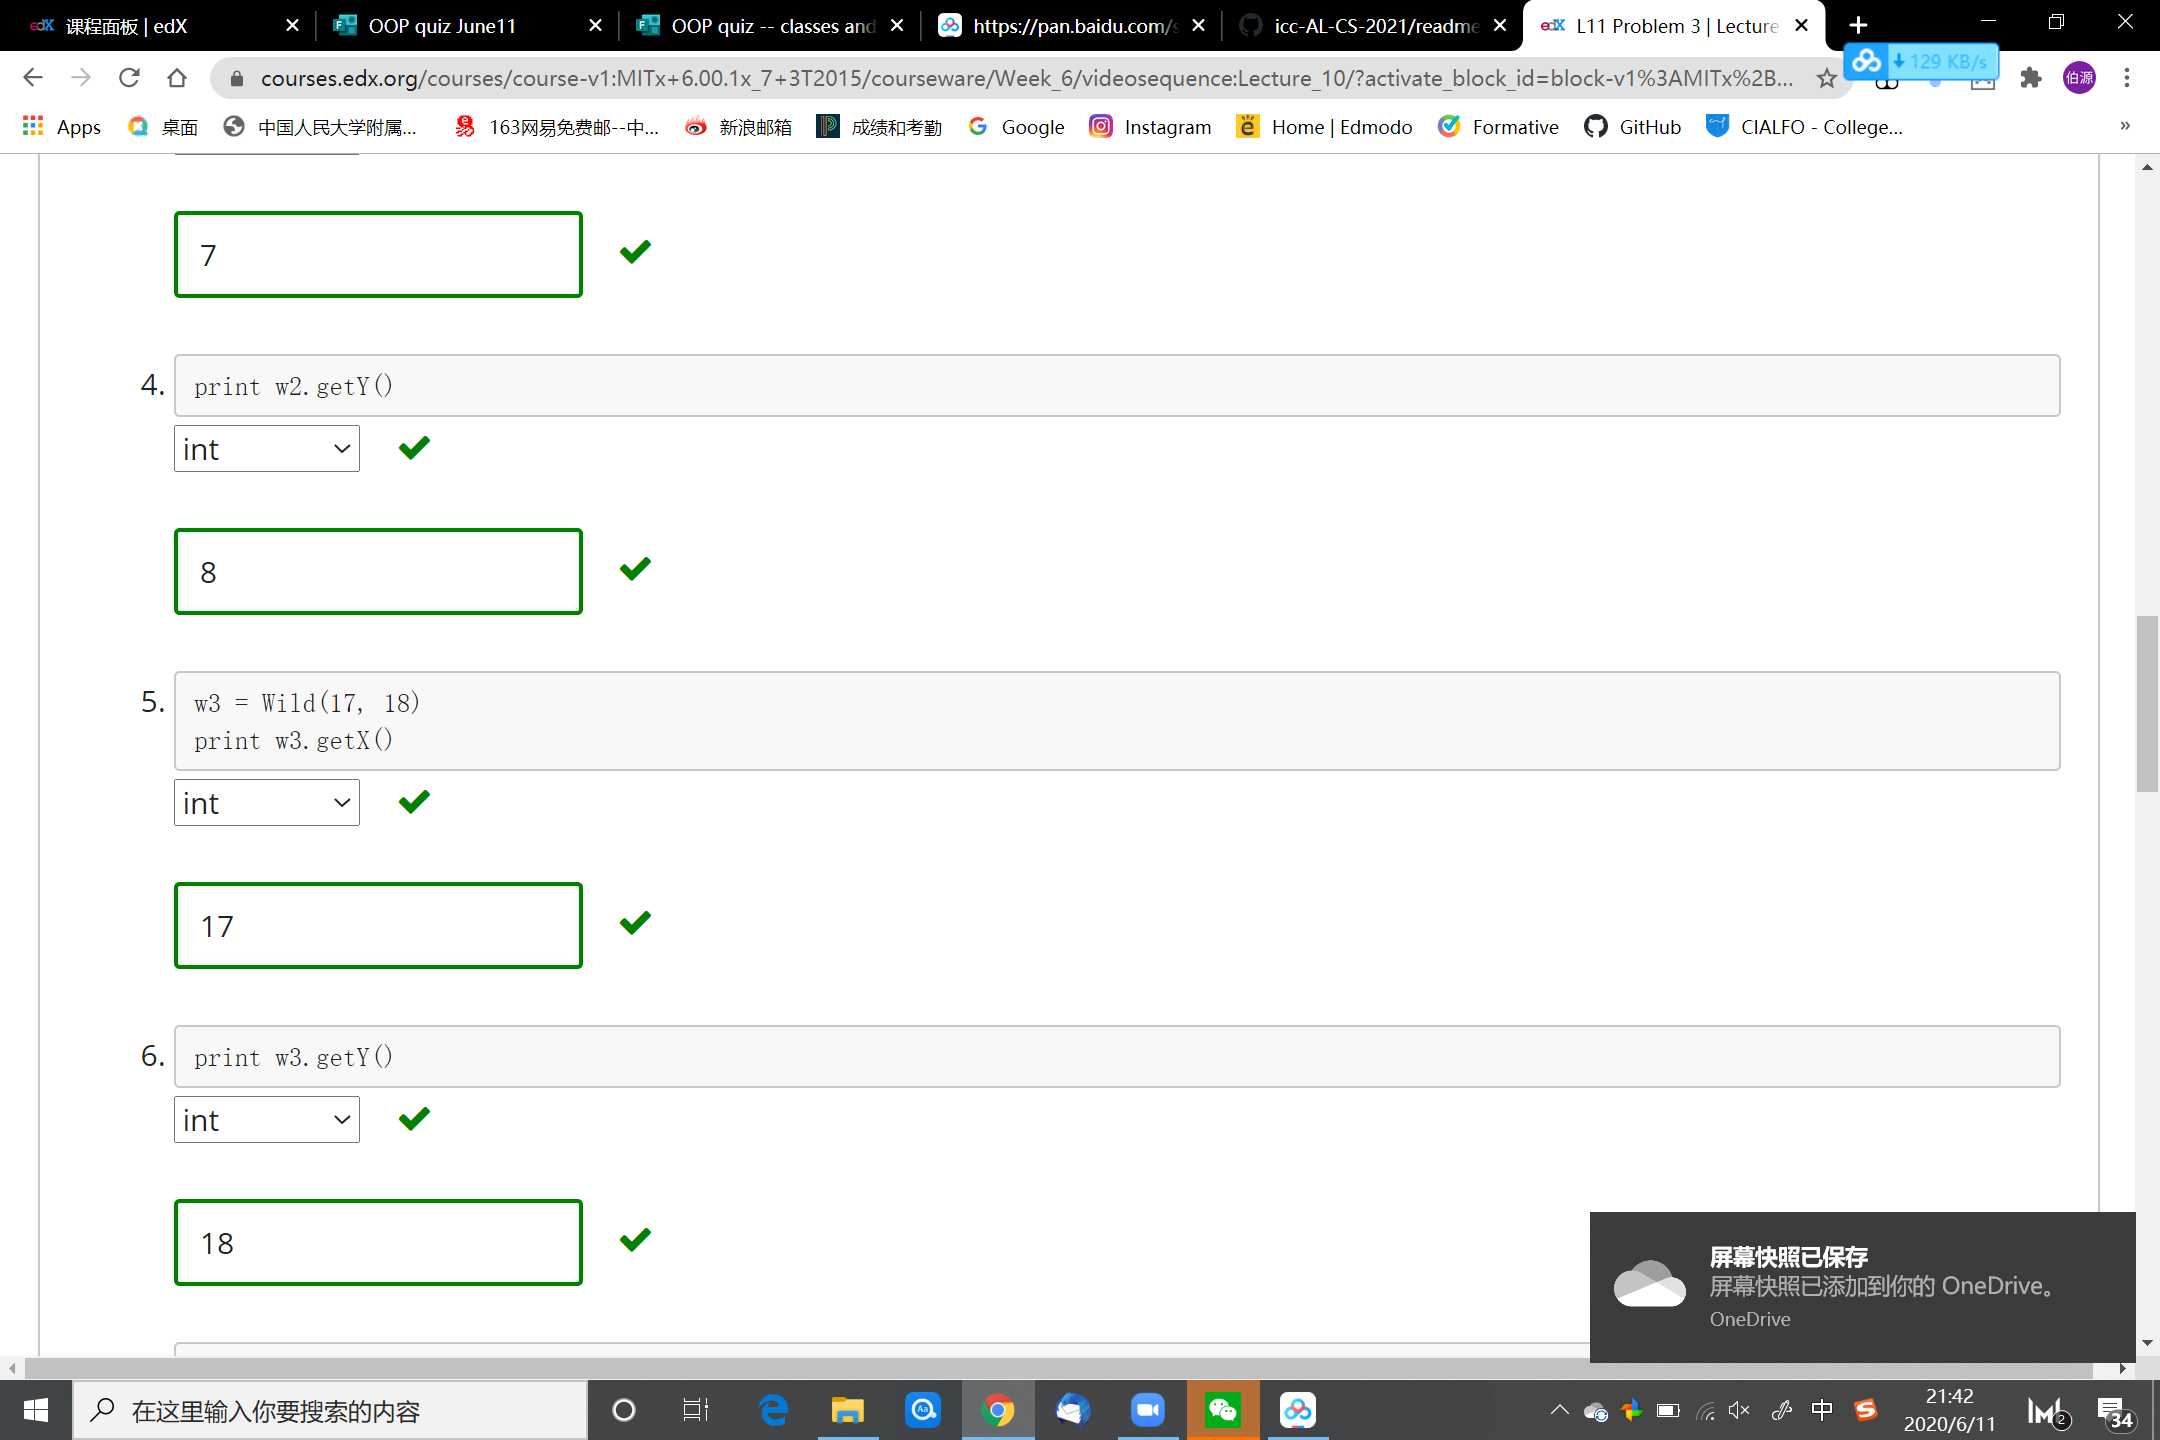 课程面板 | edX
OOP quiz June11
OOP quiz -- classes and
https://pan.baidu.com/s
icc-AL-CS-2021/readme
L11 Problem 3 | Lecture
courses.edx.org/courses/course-v1:MITx+6.00.1x_7+3T2015/courseware/Week_6/videosequence:Lecture_10/?activate_block_id=block-v1%3AMITx%2B...
129 KB/s
伯源
Apps
桌面
中国人民大学附属...
163网易免费邮--中...
新浪邮箱
成绩和考勤
Google
Instagram
Home | Edmodo
Formative
GitHub
CIALFO - College...
»
7
4.
print w2.getY()
int
8
5.
w3 = Wild(17, 18)
print w3.getX()
int
17
6.
print w3.getY()
int
18
屏幕快照已保存
屏幕快照已添加到你的 OneDrive。
OneDrive
在这里输入你要搜索的内容
中
21:42
2020/6/11
2
34